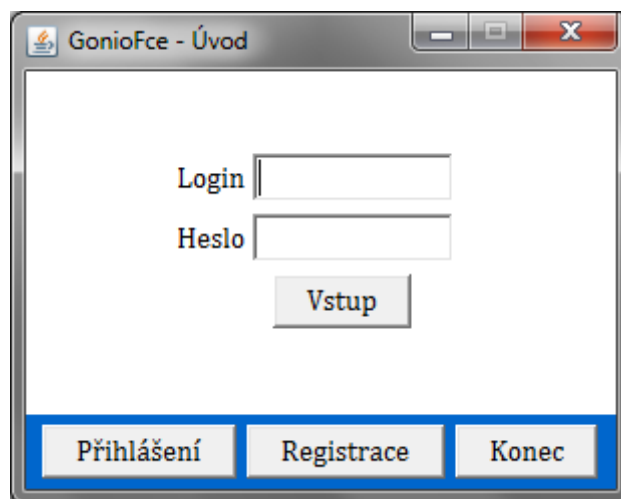 GonioFce - Úvod
Login
Heslo
Vstup
Přihlášení Registrace Konec